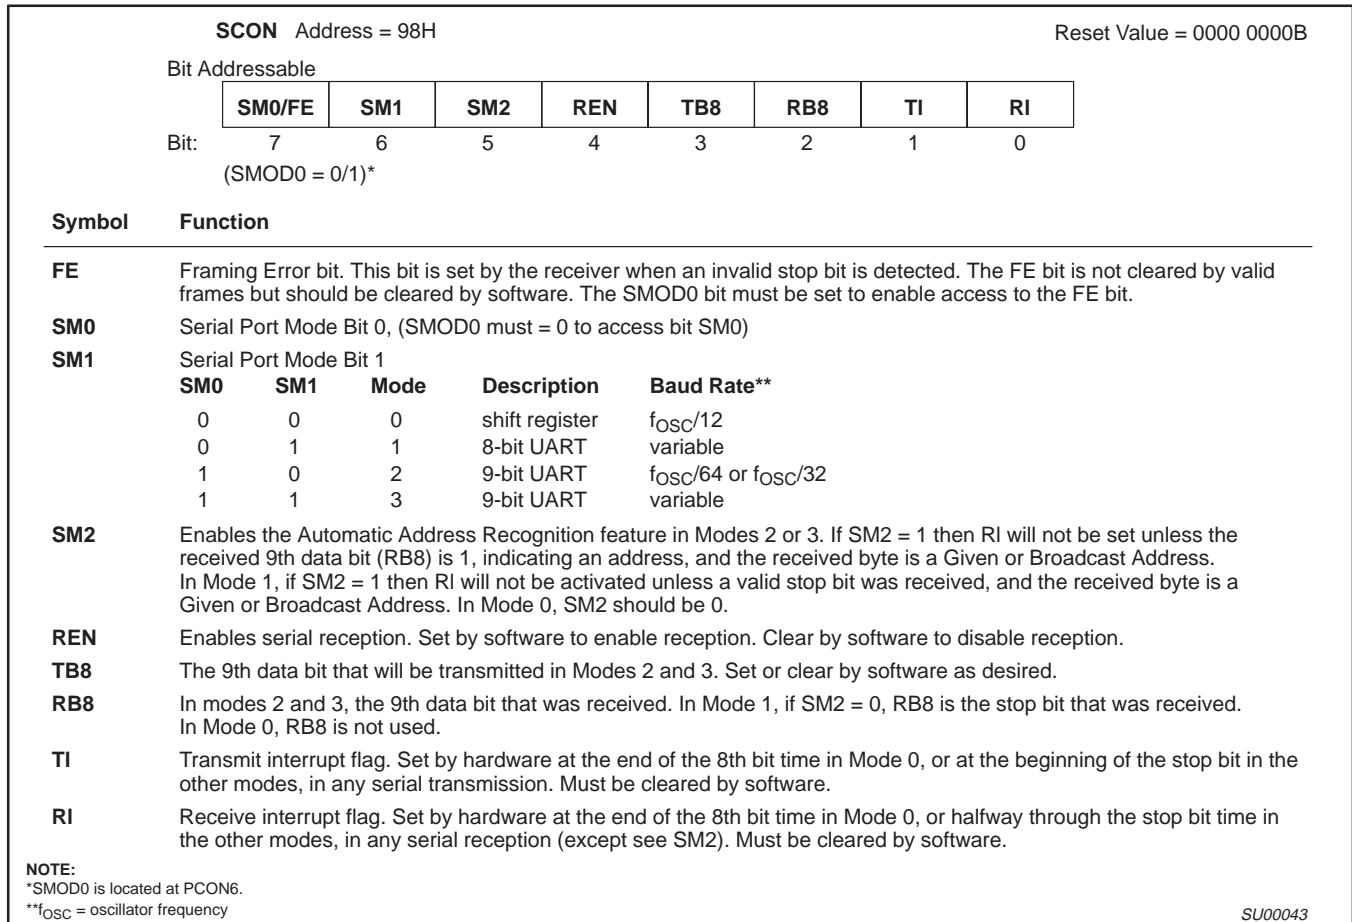 SCON Address = 98H Reset Value = 0000 0000B
Bit Addressable
SM0/FE SM1 SM2 REN TB8 RB8 TI RI
Bit: 7 6 5 4 3 2 1 0
(SMOD0 = 0/1)*
Symbol Function
FE Framing Error bit. This bit is set by the receiver when an invalid stop bit is detected. The FE bit is not cleared by valid
frames but should be cleared by software. The SMOD0 bit must be set to enable access to the FE bit.
SM0 Serial Port Mode Bit 0, (SMOD0 must = 0 to access bit SM0)
SM1 Serial Port Mode Bit 1
SM0 SM1 Mode Description Baud Rate**
0 0 0 shift register fOSC/12
0 1 1 8-bit UART variable
1 0 2 9-bit UART fOSC/64 or fOSC/32
1 1 3 9-bit UART variable
SM2 Enables the Automatic Address Recognition feature in Modes 2 or 3. If SM2 = 1 then RI will not be set unless the
received 9th data bit (RB8) is 1, indicating an address, and the received byte is a Given or Broadcast Address.
In Mode 1, if SM2 = 1 then RI will not be activated unless a valid stop bit was received, and the received byte is a
Given or Broadcast Address. In Mode 0, SM2 should be 0.
REN Enables serial reception. Set by software to enable reception. Clear by software to disable reception.
TB8 The 9th data bit that will be transmitted in Modes 2 and 3. Set or clear by software as desired.
RB8 In modes 2 and 3, the 9th data bit that was received. In Mode 1, if SM2 = 0, RB8 is the stop bit that was received.
In Mode 0, RB8 is not used.
TI Transmit interrupt flag. Set by hardware at the end of the 8th bit time in Mode 0, or at the beginning of the stop bit in the
other modes, in any serial transmission. Must be cleared by software.
RI Receive interrupt flag. Set by hardware at the end of the 8th bit time in Mode 0, or halfway through the stop bit time in
the other modes, in any serial reception (except see SM2). Must be cleared by software.
NOTE:
*SMOD0 is located at PCON6.
**fOSC = oscillator frequency SU00043